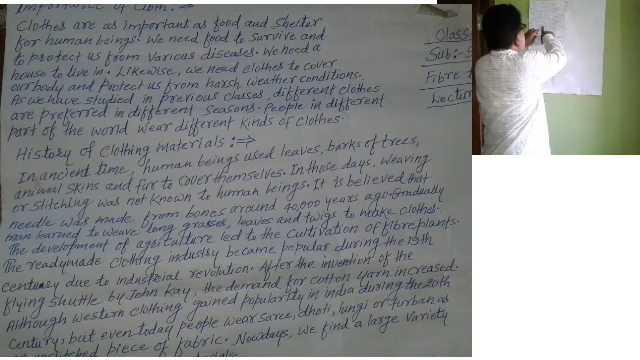 Importance of Cloth:→
Clothes are as important as food and Shelter
for human beings. We need food to Survive and
to protect us from various diseases. We need a
house to live in. Likewise, we need clothes to cover
our body and Protect us from harsh weather conditions.
As we have studied in previous classes, different clothes
are preferred in different seasons. People in different
part of the world wear different Kinds of clothes.
History of clothing materials:⇒
In ancient time, human beings used leaves, barks of trees,
animal skins and fur to cover themselves. In those days, weaving
or stitching was not known to human beings. It is believed that
needle was made from bones around 40,000 years ago. Gradually
man learned to weave long grasses, leaves and twigs to make clothes.
The development of agriculture led to the cultivation of fibre plants.
The readymade clothing industry became popular during the 19th
century due to industrial revolution. After the invention of the
flying shuttle by John Kay, the demand for cotton yarn increased.
Although western clothing gained popularity in India during the 20th
century, but even today people wear saree, dhoti, lungi or turban as
piece of fabric. Nowdays, we find a large variety
Class
Sub:- S
Fibre
Lectur